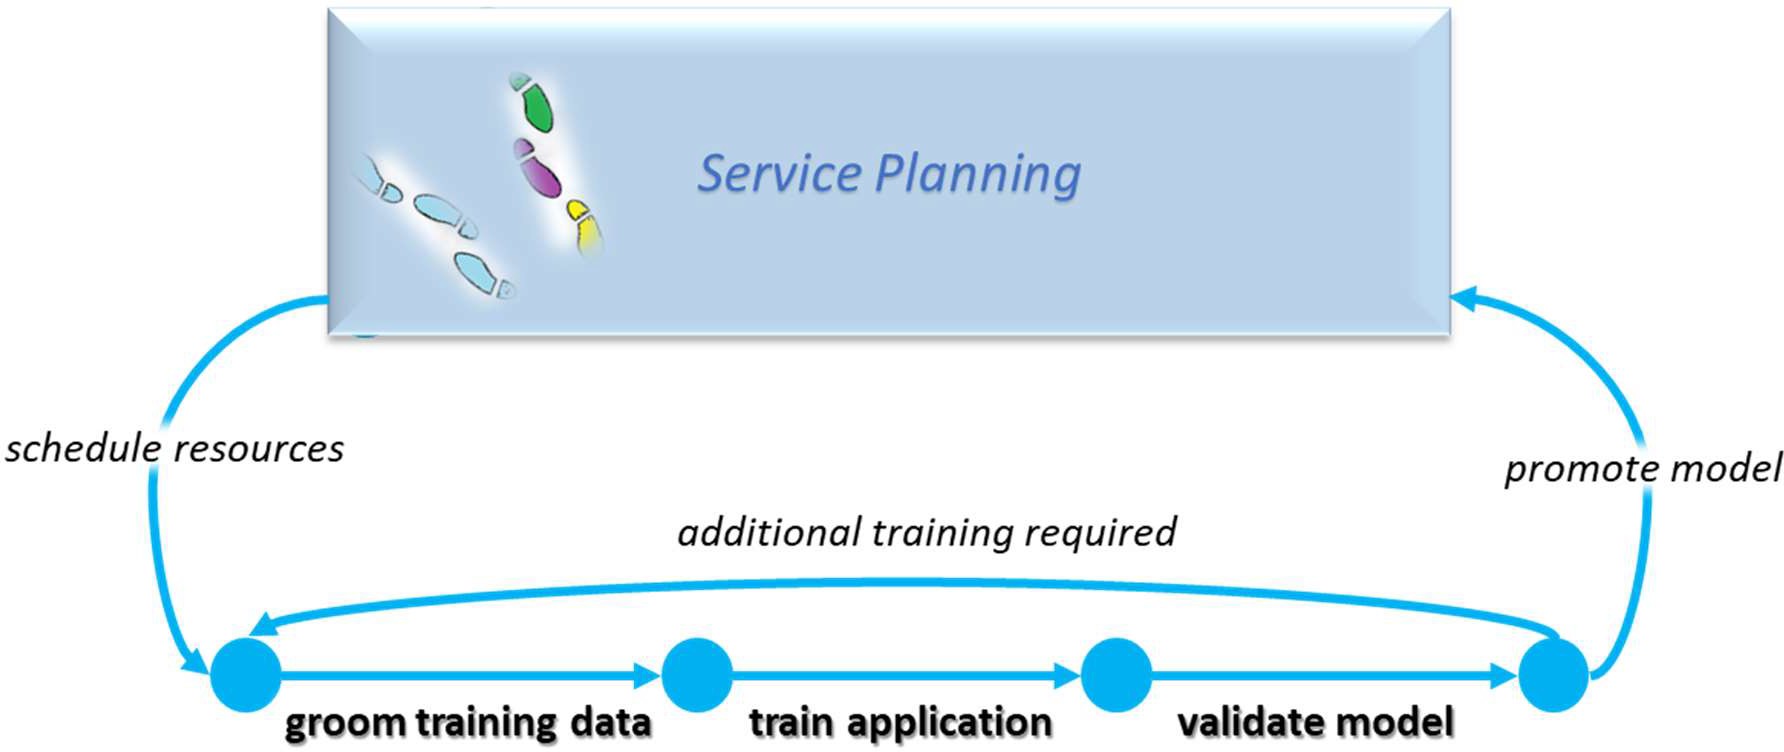 Service Planning
schedule resources
promote model
additional training required
groom training data
train application
validate model